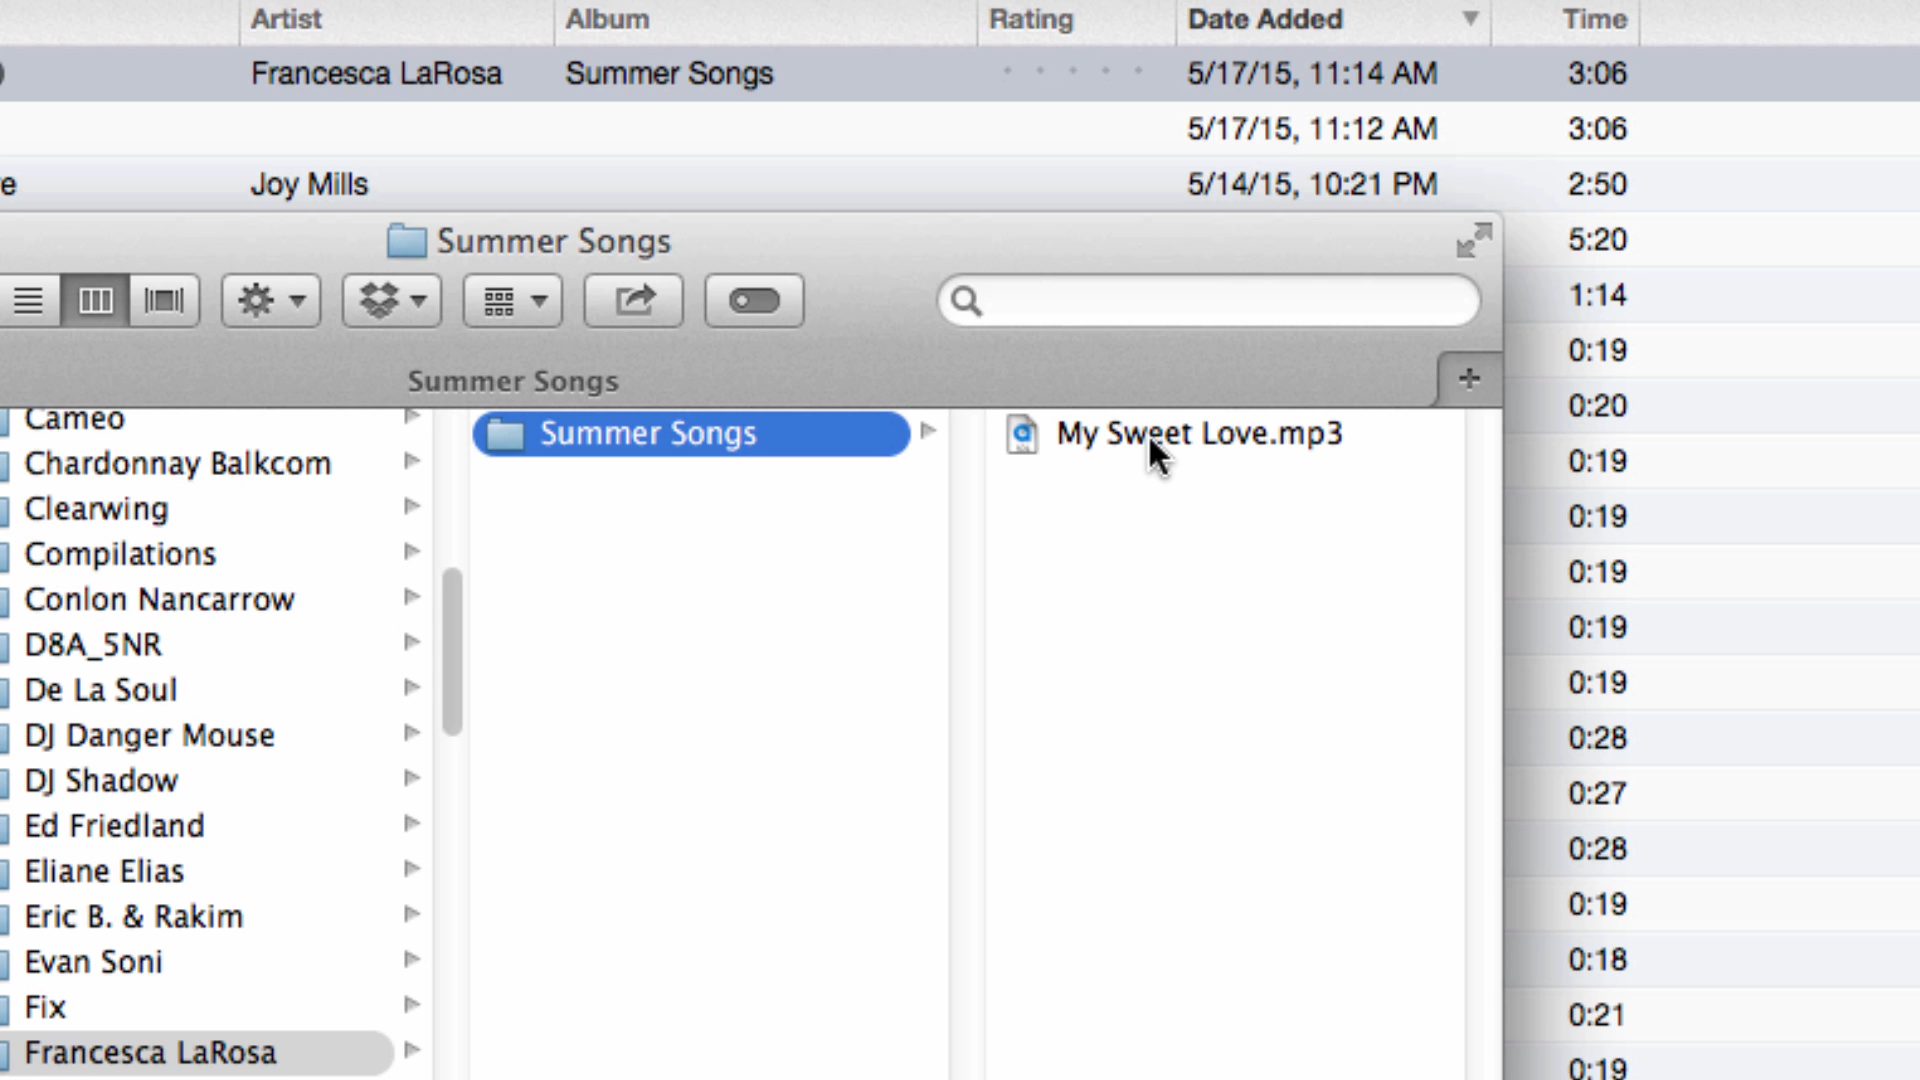 Artist Album Rating Date Added Time
Francesca LaRosa Summer Songs 5/17/15, 11:14 AM 3:06
5/17/15, 11:12 AM 3:06
Joy Mills 5/14/15, 10:21 PM 2:50
Summer Songs 5:20
1:14
0:19
Summer Songs +
0:20
Cameo
Summer Songs My Sweet Love.mp3
Chardonnay Balkcom 0:19
Clearwing 0:19
Compilations 0:19
Conlon Nancarrow 0:19
D8A_5NR
De La Soul 0:19
DJ Danger Mouse 0:28
DJ Shadow 0:27
Ed Friedland 0:28
Eliane Elias
Eric B. & Rakim 0:19
Evan Soni 0:18
Fix 0:21
Francesca LaRosa 0:19